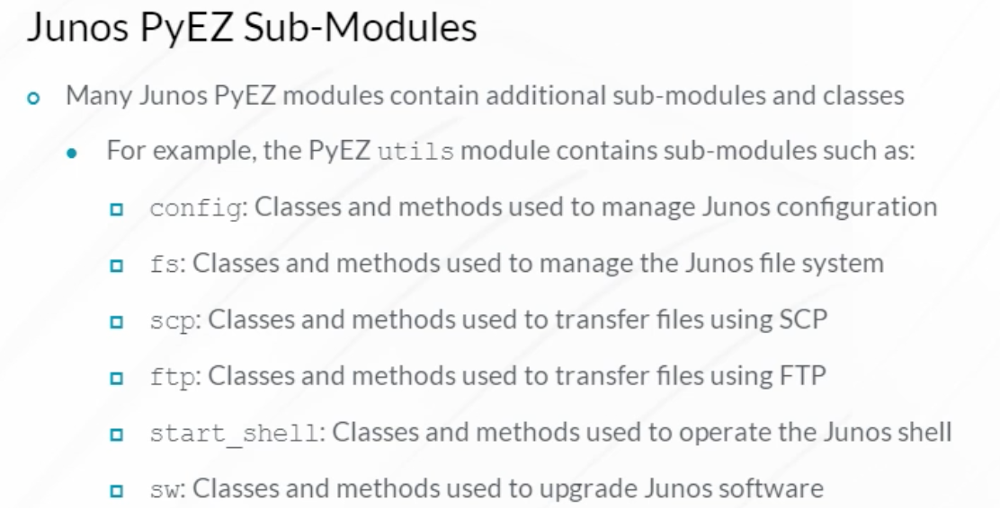 Junos PyEZ Sub-Modules
Many Junos PyEZ modules contain additional sub-modules and classes
For example, the PyEZ utils module contains sub-modules such as:
config: Classes and methods used to manage Junos configuration
fs: Classes and methods used to manage the Junos file system
scp: Classes and methods used to transfer files using SCP
ftp: Classes and methods used to transfer files using FTP
start_shell: Classes and methods used to operate the Junos shell
sw: Classes and methods used to upgrade Junos software